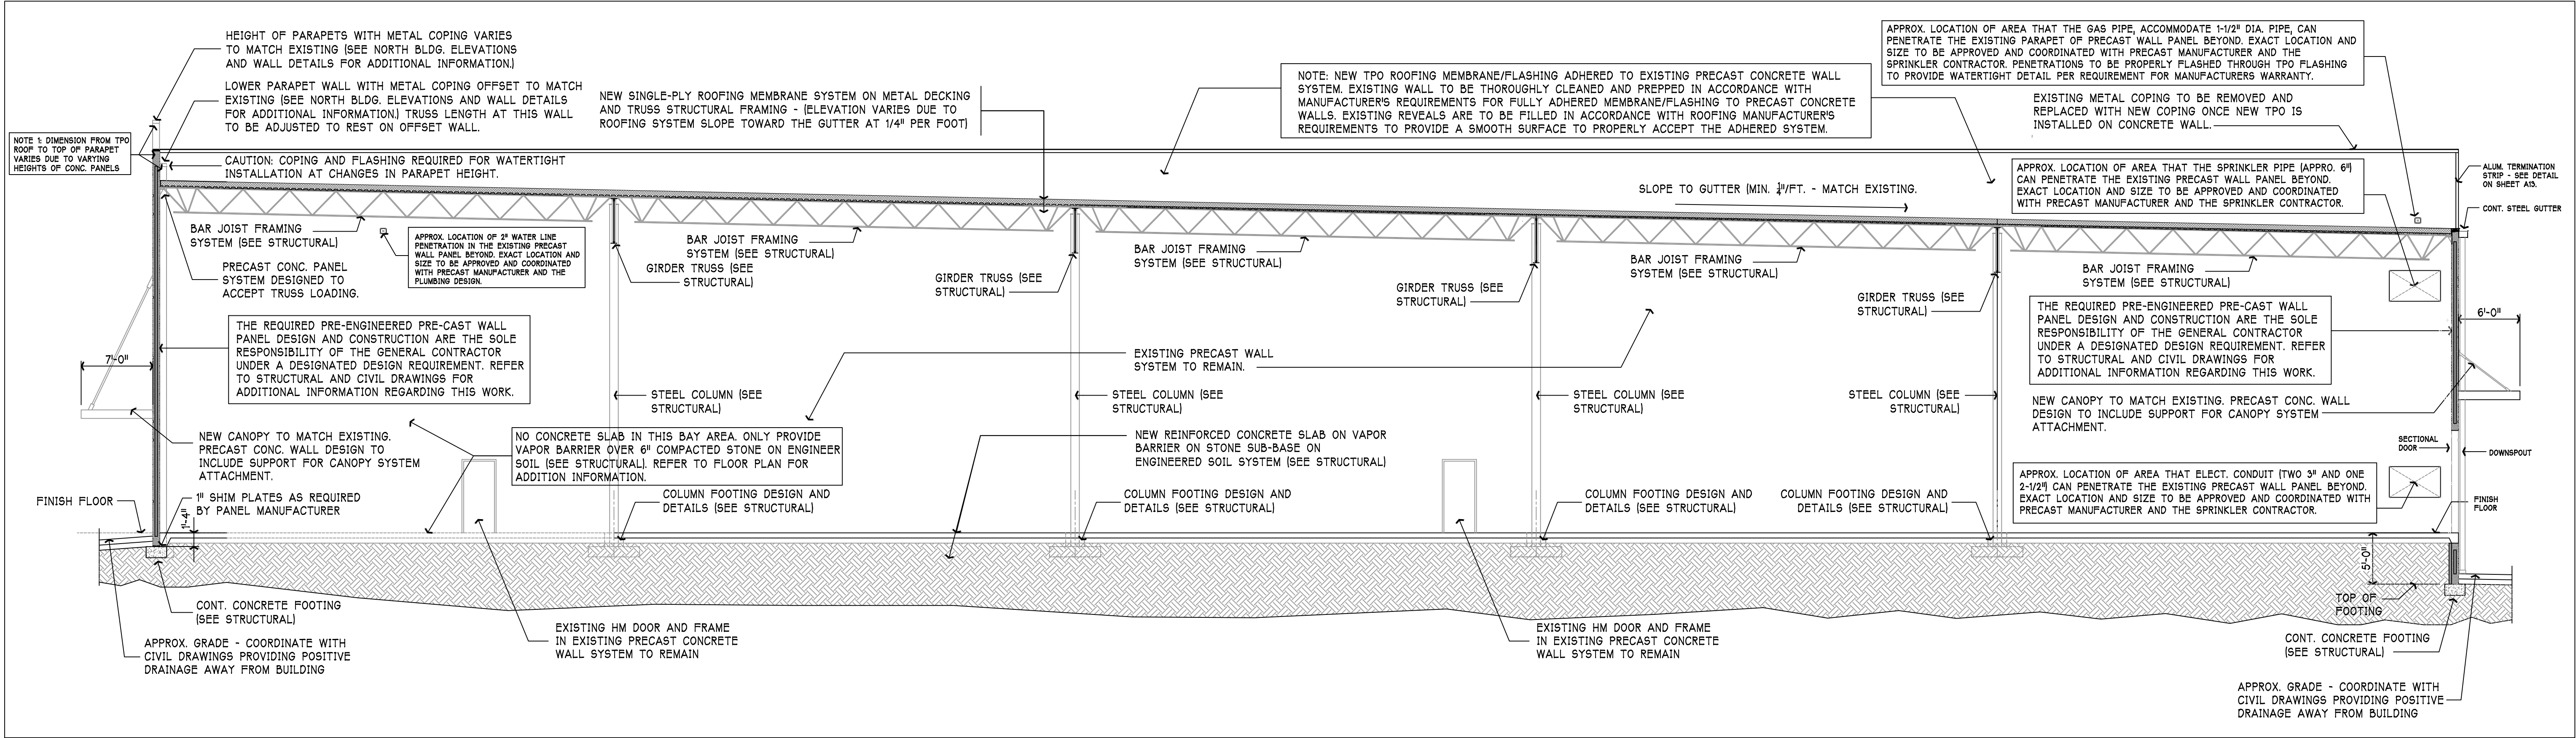 HEIGHT OF PARAPETS WITH METAL COPING VARIES
TO MATCH EXISTING (SEE NORTH BLDG. ELEVATIONS
AND WALL DETAILS FOR ADDITIONAL INFORMATION.)
LOWER PARAPET WALL WITH METAL COPING OFFSET TO MATCH
EXISTING (SEE NORTH BLDG. ELEVATIONS AND WALL DETAILS
FOR ADDITIONAL INFORMATION.) TRUSS LENGTH AT THIS WALL
TO BE ADJUSTED TO REST ON OFFSET WALL.
NOTE 1: DIMENSION FROM TPO
ROOF TO TOP OF PARAPET
VARIES DUE TO VARYING
HEIGHTS OF CONC. PANELS
CAUTION: COPING AND FLASHING REQUIRED FOR WATERTIGHT
INSTALLATION AT CHANGES IN PARAPET HEIGHT.
NEW SINGLE-PLY ROOFING MEMBRANE SYSTEM ON METAL DECKING
AND TRUSS STRUCTURAL FRAMING - (ELEVATION VARIES DUE TO
ROOFING SYSTEM SLOPE TOWARD THE GUTTER AT 1/4" PER FOOT)
NOTE: NEW TPO ROOFING MEMBRANE/FLASHING ADHERED TO EXISTING PRECAST CONCRETE WALL
SYSTEM. EXISTING WALL TO BE THOROUGHLY CLEANED AND PREPPED IN ACCORDANCE WITH
MANUFACTURER'S REQUIREMENTS FOR FULLY ADHERED MEMBRANE/FLASHING TO PRECAST CONCRETE
WALLS. EXISTING REVEALS ARE TO BE FILLED IN ACCORDANCE WITH ROOFING MANUFACTURER'S
REQUIREMENTS TO PROVIDE A SMOOTH SURFACE TO PROPERLY ACCEPT THE ADHERED SYSTEM.
APPROX. LOCATION OF AREA THAT THE GAS PIPE, ACCOMMODATE 1-1/2" DIA. PIPE, CAN
PENETRATE THE EXISTING PARAPET OF PRECAST WALL PANEL BEYOND. EXACT LOCATION AND
SIZE TO BE APPROVED AND COORDINATED WITH PRECAST MANUFACTURER AND THE
SPRINKLER CONTRACTOR. PENETRATIONS TO BE PROPERLY FLASHED THROUGH TPO FLASHING
TO PROVIDE WATERTIGHT DETAIL PER REQUIREMENT FOR MANUFACTURERS WARRANTY.
EXISTING METAL COPING TO BE REMOVED AND
REPLACED WITH NEW COPING ONCE NEW TPO IS
INSTALLED ON CONCRETE WALL.
APPROX. LOCATION OF AREA THAT THE SPRINKLER PIPE (APPRO. 6")
CAN PENETRATE THE EXISTING PRECAST WALL PANEL BEYOND.
EXACT LOCATION AND SIZE TO BE APPROVED AND COORDINATED
WITH PRECAST MANUFACTURER AND THE SPRINKLER CONTRACTOR.
ALUM. TERMINATION
STRIP - SEE DETAIL
ON SHEET A13.
CONT. STEEL GUTTER
SLOPE TO GUTTER (MIN. 1/4"/FT. - MATCH EXISTING.
BAR JOIST FRAMING
SYSTEM (SEE STRUCTURAL)
APPROX. LOCATION OF 2" WATER LINE
PENETRATION IN THE EXISTING PRECAST
WALL PANEL BEYOND. EXACT LOCATION AND
SIZE TO BE APPROVED AND COORDINATED
WITH PRECAST MANUFACTURER AND THE
PLUMBING DESIGN.
PRECAST CONC. PANEL
SYSTEM DESIGNED TO
ACCEPT TRUSS LOADING.
BAR JOIST FRAMING
SYSTEM (SEE STRUCTURAL)
GIRDER TRUSS (SEE
STRUCTURAL)
GIRDER TRUSS (SEE
STRUCTURAL)
BAR JOIST FRAMING
SYSTEM (SEE STRUCTURAL)
GIRDER TRUSS (SEE
STRUCTURAL)
BAR JOIST FRAMING
SYSTEM (SEE STRUCTURAL)
GIRDER TRUSS (SEE
STRUCTURAL)
BAR JOIST FRAMING
SYSTEM (SEE STRUCTURAL)
THE REQUIRED PRE-ENGINEERED PRE-CAST WALL
PANEL DESIGN AND CONSTRUCTION ARE THE SOLE
RESPONSIBILITY OF THE GENERAL CONTRACTOR
UNDER A DESIGNATED DESIGN REQUIREMENT. REFER
TO STRUCTURAL AND CIVIL DRAWINGS FOR
ADDITIONAL INFORMATION REGARDING THIS WORK.
7'-0"
EXISTING PRECAST WALL
SYSTEM TO REMAIN.
THE REQUIRED PRE-ENGINEERED PRE-CAST WALL
PANEL DESIGN AND CONSTRUCTION ARE THE SOLE
RESPONSIBILITY OF THE GENERAL CONTRACTOR
UNDER A DESIGNATED DESIGN REQUIREMENT. REFER
TO STRUCTURAL AND CIVIL DRAWINGS FOR
ADDITIONAL INFORMATION REGARDING THIS WORK.
6'-0"
STEEL COLUMN (SEE
STRUCTURAL)
STEEL COLUMN (SEE
STRUCTURAL)
STEEL COLUMN (SEE
STRUCTURAL)
STEEL COLUMN (SEE
STRUCTURAL)
NEW CANOPY TO MATCH EXISTING. PRECAST CONC. WALL
DESIGN TO INCLUDE SUPPORT FOR CANOPY SYSTEM
ATTACHMENT.
NEW CANOPY TO MATCH EXISTING.
PRECAST CONC. WALL DESIGN TO
INCLUDE SUPPORT FOR CANOPY SYSTEM
ATTACHMENT.
NO CONCRETE SLAB IN THIS BAY AREA. ONLY PROVIDE
VAPOR BARRIER OVER 6" COMPACTED STONE ON ENGINEER
SOIL (SEE STRUCTURAL). REFER TO FLOOR PLAN FOR
ADDITION INFORMATION.
NEW REINFORCED CONCRETE SLAB ON VAPOR
BARRIER ON STONE SUB-BASE ON
ENGINEERED SOIL SYSTEM (SEE STRUCTURAL)
SECTIONAL
DOOR
DOWNSPOUT
APPROX. LOCATION OF AREA THAT ELECT. CONDUIT (TWO 3" AND ONE
2-1/2") CAN PENETRATE THE EXISTING PRECAST WALL PANEL BEYOND.
EXACT LOCATION AND SIZE TO BE APPROVED AND COORDINATED WITH
PRECAST MANUFACTURER AND THE SPRINKLER CONTRACTOR.
FINISH FLOOR
1" SHIM PLATES AS REQUIRED
BY PANEL MANUFACTURER
1'-4"
COLUMN FOOTING DESIGN AND
DETAILS (SEE STRUCTURAL)
COLUMN FOOTING DESIGN AND
DETAILS (SEE STRUCTURAL)
COLUMN FOOTING DESIGN AND
DETAILS (SEE STRUCTURAL)
COLUMN FOOTING DESIGN AND
DETAILS (SEE STRUCTURAL)
FINISH
FLOOR
5'-0"
TOP OF
FOOTING
CONT. CONCRETE FOOTING
(SEE STRUCTURAL)
APPROX. GRADE - COORDINATE WITH
CIVIL DRAWINGS PROVIDING POSITIVE
DRAINAGE AWAY FROM BUILDING
EXISTING HM DOOR AND FRAME
IN EXISTING PRECAST CONCRETE
WALL SYSTEM TO REMAIN
EXISTING HM DOOR AND FRAME
IN EXISTING PRECAST CONCRETE
WALL SYSTEM TO REMAIN
CONT. CONCRETE FOOTING
(SEE STRUCTURAL)
APPROX. GRADE - COORDINATE WITH
CIVIL DRAWINGS PROVIDING POSITIVE
DRAINAGE AWAY FROM BUILDING